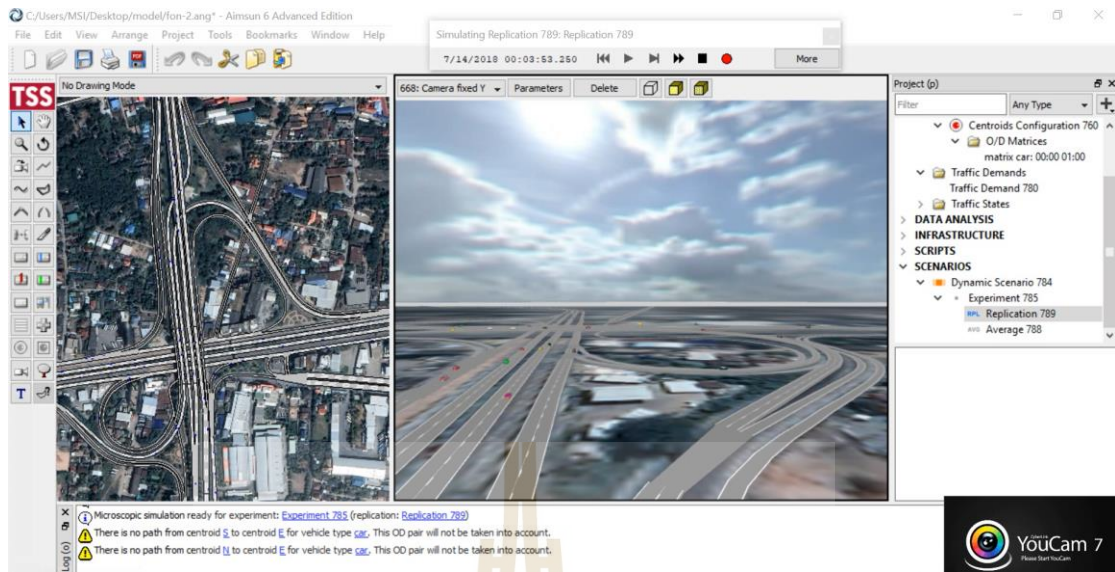 C:/Users/MSI/Desktop/model/fon-2.ang* - Aimsun 6 Advanced Edition
File Edit View Arrange Project Tools Bookmarks Window Help
Simulating Replication 789: Replication 789
7/14/2018 00:03:53.250
More
TSS
No Drawing Mode
668: Camera fixed Y
Parameters
Delete
Project (p)
Filter
Any Type
Centroids Configuration 760
O/D Matrices
matrix car: 00:00 01:00
Traffic Demands
Traffic Demand 780
Traffic States
DATA ANALYSIS
INFRASTRUCTURE
SCRIPTS
SCENARIOS
Dynamic Scenario 784
Experiment 785
RPL Replication 789
AVG Average 788
T
Log (o)
Microscopic simulation ready for experiment: Experiment 785 (replication: Replication 789)
There is no path from centroid S to centroid E for vehicle type car. This OD pair will not be taken into account.
There is no path from centroid N to centroid E for vehicle type car. This OD pair will not be taken into account.
YouCam 7
Please Start YouCam